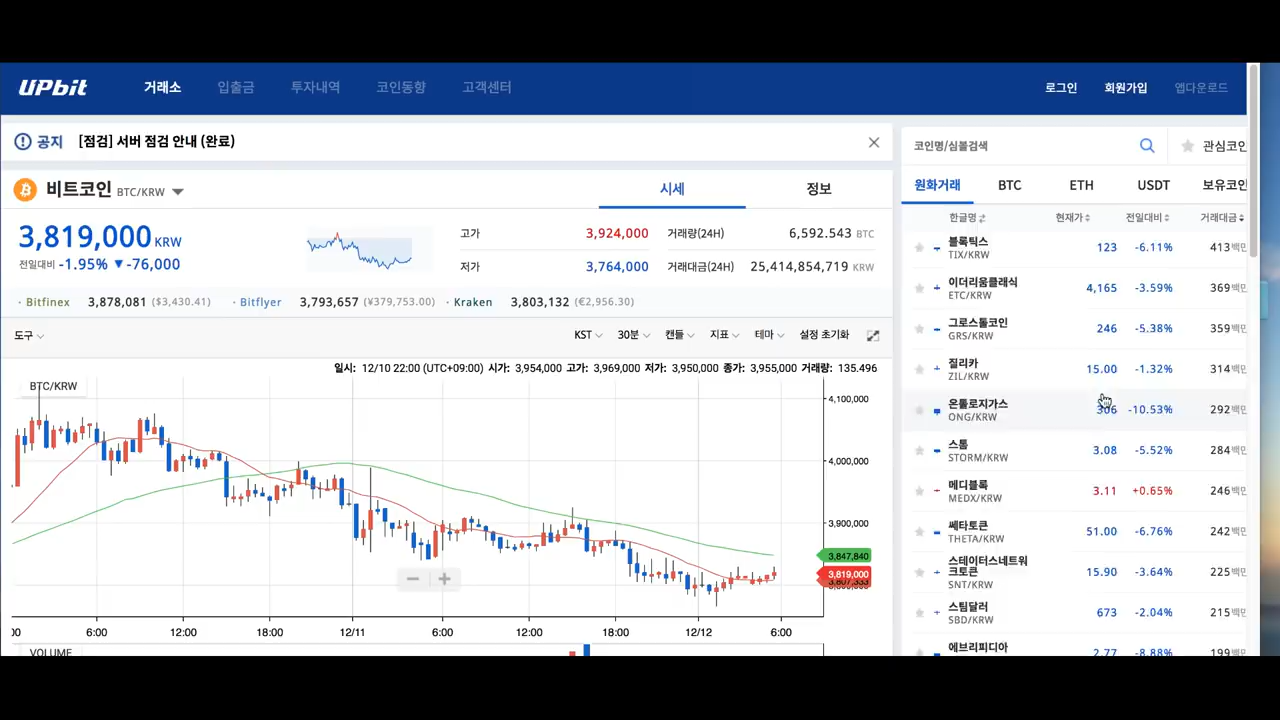 UPbit 거래소 입출금 투자내역 코인동향 고객센터 로그인 회원가입 앱다운로드
공지 [점검] 서버 점검 안내 (완료)
비트코인 BTC/KRW 시세 정보
3,819,000 KRW
전일대비 -1.95% ▼-76,000
고가 3,924,000 거래량(24H) 6,592.543 BTC
저가 3,764,000 거래대금(24H) 25,414,854,719 KRW
· Bitfinex 3,878,081 ($3,430.41) · Bitflyer 3,793,657 (¥379,753.00) · Kraken 3,803,132 (€2,956.30)
도구 KST 30분 캔들 지표 테마 설정 초기화
일시: 12/10 22:00 (UTC+09:00) 시가: 3,954,000 고가: 3,969,000 저가: 3,950,000 종가: 3,955,000 거래량: 135.496
BTC/KRW
4,100,000
4,000,000
3,900,000
3,847,840
3,819,000
6:00 12:00 18:00 12/11 6:00 12:00 18:00 12/12 6:00
VOLUME
코인명/심볼검색 관심코인
원화거래 BTC ETH USDT 보유코인
한글명 현재가 전일대비 거래대금
블록틱스 123 -6.11% 413백만
TIX/KRW
이더리움클래식 4,165 -3.59% 369백만
ETC/KRW
그로스톨코인 246 -5.38% 359백만
GRS/KRW
질리카 15.00 -1.32% 314백만
ZIL/KRW
온톨로지가스 306 -10.53% 292백만
ONG/KRW
스톰 3.08 -5.52% 284백만
STORM/KRW
메디블록 3.11 +0.65% 246백만
MEDX/KRW
쎄타토큰 51.00 -6.76% 242백만
THETA/KRW
스테이터스네트워
크토큰 15.90 -3.64% 225백만
SNT/KRW
스팀달러 673 -2.04% 215백만
SBD/KRW
에브리피디아 2.77 -8.88% 199백만